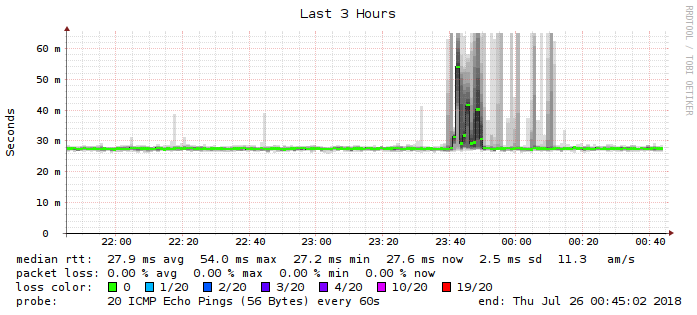 Last 3 Hours
RRDTOOL / TOBI OETIKER
Seconds
60 m
50 m
40 m
30 m
20 m
10 m
0
22:00 22:20 22:40 23:00 23:20 23:40 00:00 00:20 00:40
median rtt: 27.9 ms avg 54.0 ms max 27.2 ms min 27.6 ms now 2.5 ms sd 11.3 am/s
packet loss: 0.00 % avg 0.00 % max 0.00 % min 0.00 % now
loss color: 0 1/20 2/20 3/20 4/20 10/20 19/20
probe: 20 ICMP Echo Pings (56 Bytes) every 60s end: Thu Jul 26 00:45:02 2018